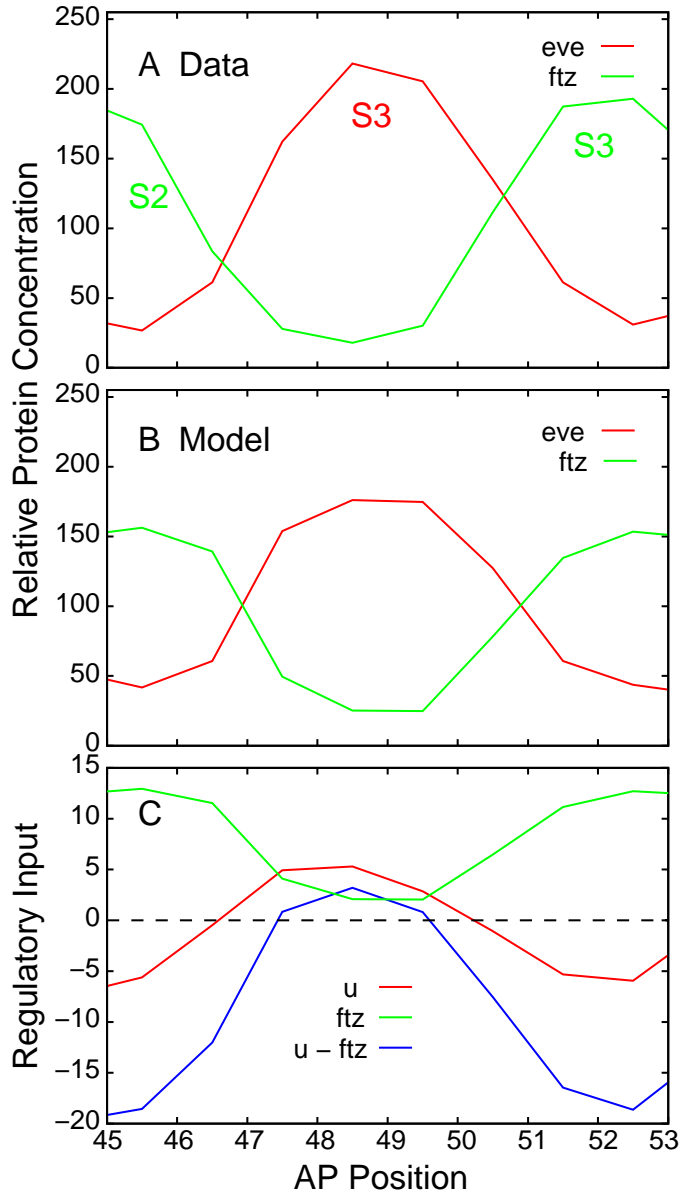 Relative Protein Concentration
250
200
150
100
50
0
A Data
eve
ftz
S2
S3
S3
250
200
150
100
50
0
B Model
eve
ftz
Regulatory Input
15
10
5
0
−5
−10
−15
−20
C
u
ftz
u − ftz
45 46 47 48 49 50 51 52 53
AP Position